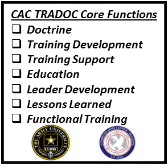 CAC TRADOC Core Functions
❑ Doctrine
❑ Training Development
❑ Training Support
❑ Education
❑ Leader Development
❑ Lessons Learned
❑ Functional Training